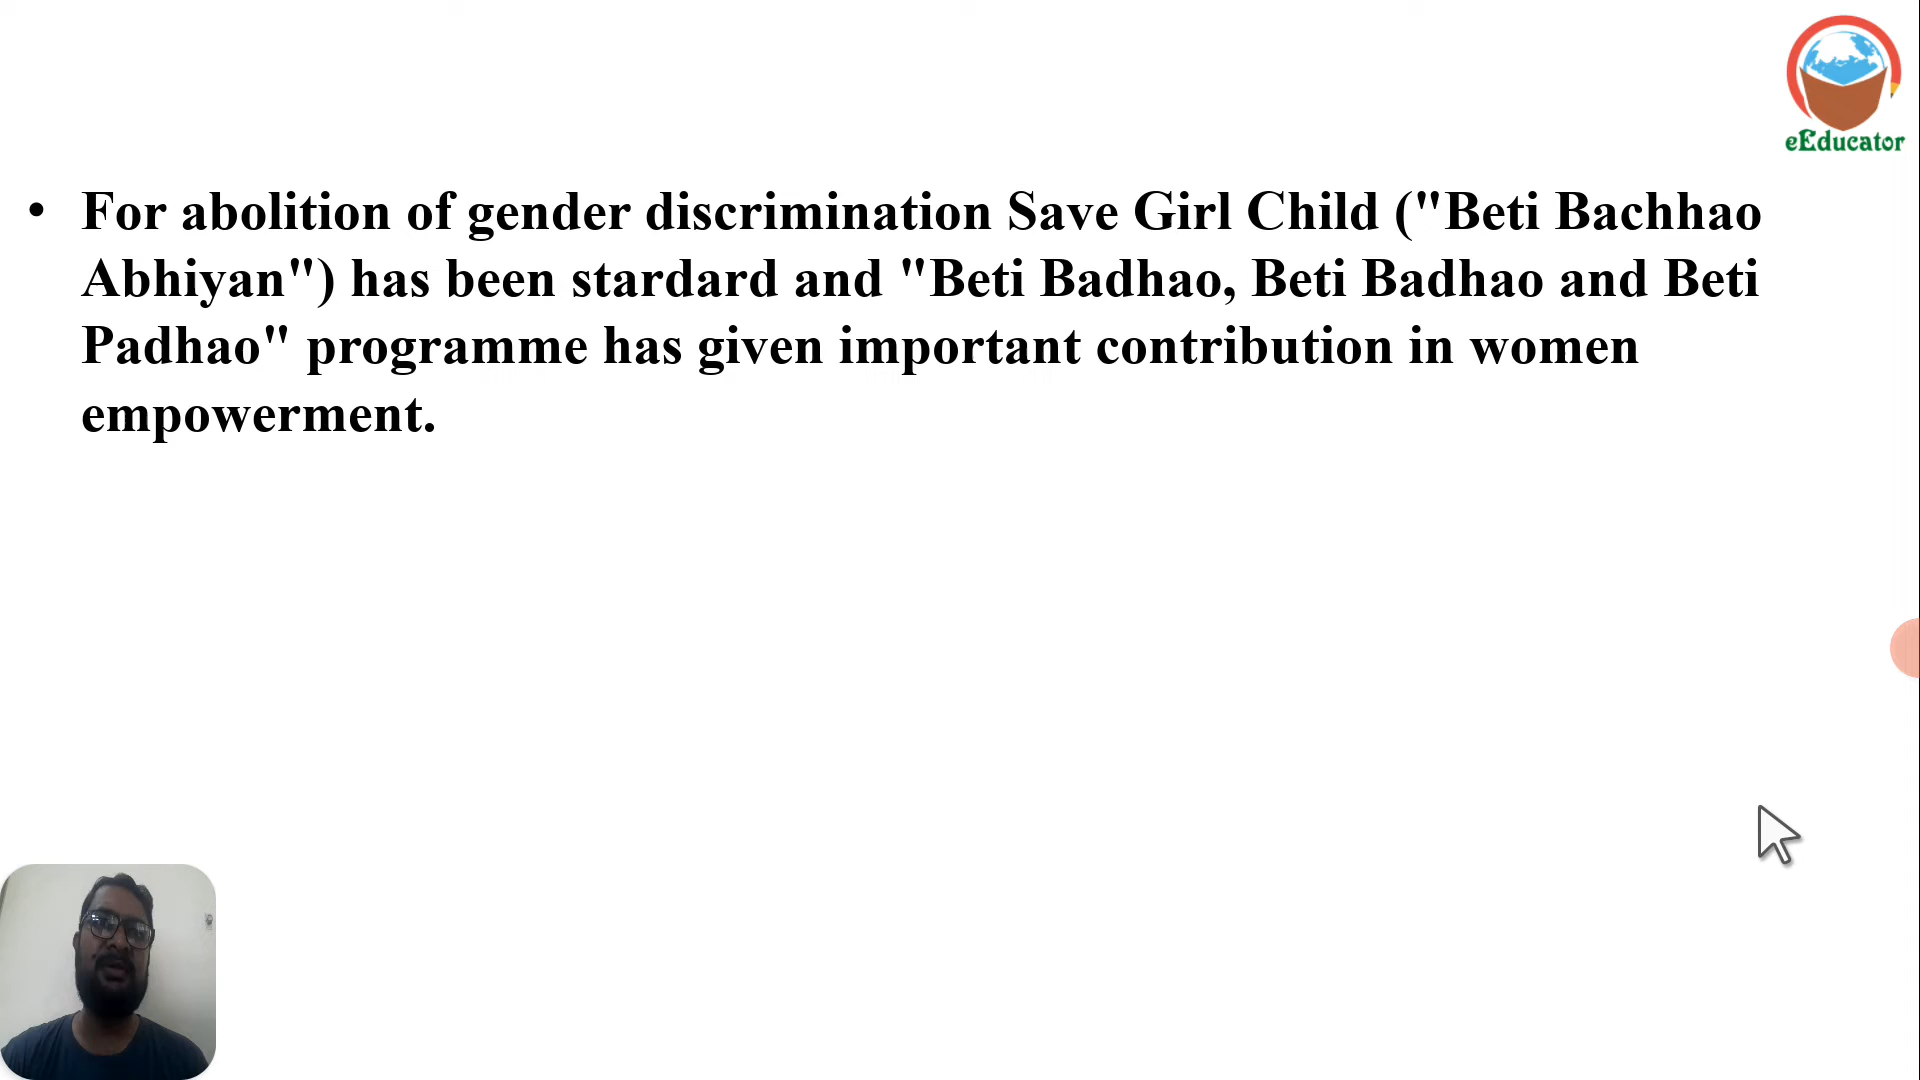 eEducator
• For abolition of gender discrimination Save Girl Child ("Beti Bachhao
Abhiyan") has been stardard and "Beti Badhao, Beti Badhao and Beti
Padhao" programme has given important contribution in women
empowerment.